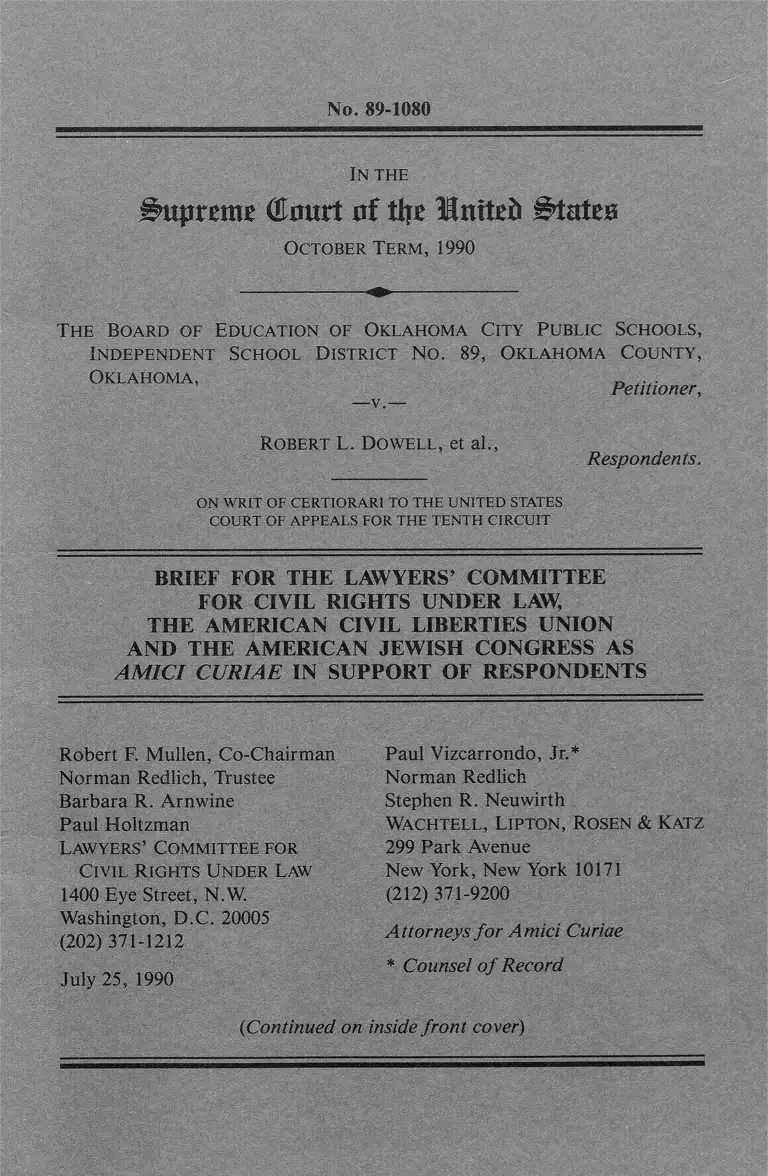 No. 89-1080
IN THE
Supreme Court of the United States
OCTOBER TERM, 1990
THE BOARD OF EDUCATION OF OKLAHOMA CITY PUBLIC SCHOOLS,
INDEPENDENT SCHOOL DISTRICT NO. 89, OKLAHOMA COUNTY,
OKLAHOMA,
Petitioner,
—v.—
ROBERT L. DOWELL, et al.,
Respondents.
ON WRIT OF CERTIORARI TO THE UNITED STATES
COURT OF APPEALS FOR THE TENTH CIRCUIT
BRIEF FOR THE LAWYERS' COMMITTEE
FOR CIVIL RIGHTS UNDER LAW,
THE AMERICAN CIVIL LIBERTIES UNION
AND THE AMERICAN JEWISH CONGRESS AS
AMICI CURIAE IN SUPPORT OF RESPONDENTS
Robert F. Mullen, Co-Chairman
Norman Redlich, Trustee
Barbara R. Arnwine
Paul Holtzman
LAWYERS' COMMITTEE FOR
CIVIL RIGHTS UNDER LAW
1400 Eye Street, N.W.
Washington, D.C. 20005
(202) 371-1212
July 25, 1990
Paul Vizcarrondo, Jr.*
Norman Redlich
Stephen R. Neuwirth
WACHTELL, LIPTON, ROSEN & KATZ
299 Park Avenue
New York, New York 10171
(212) 371-9200
Attorneys for Amici Curiae
* Counsel of Record
(Continued on inside front cover)